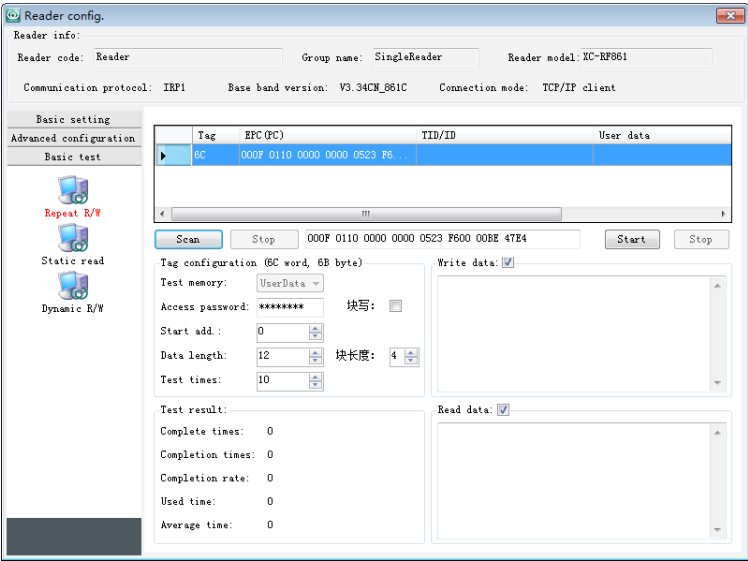 Reader config.
Reader info:
Reader code: Reader Group name: SingleReader Reader model: XC-RF861
Communication protocol: IRP1 Base band version: V3.34CN_861C Connection mode: TCP/IP client
Basic setting
Advanced configuration
Basic test
Repeat R/W
Static read
Dynamic R/W
Tag EPC(PC) TID/ID User data
6C 000F 0110 0000 0000 0523 F6...
Scan Stop 000F 0110 0000 0000 0523 F600 00BE 47E4 Start Stop
Tag configuration (6C word, 6B byte)
Test memory: UserData
Access password: ******** 块写:
Start add.: 0
Data length: 12 块长度: 4
Test times: 10
Write data:
Test result:
Complete times: 0
Completion times: 0
Completion rate: 0
Used time: 0
Average time: 0
Read data: